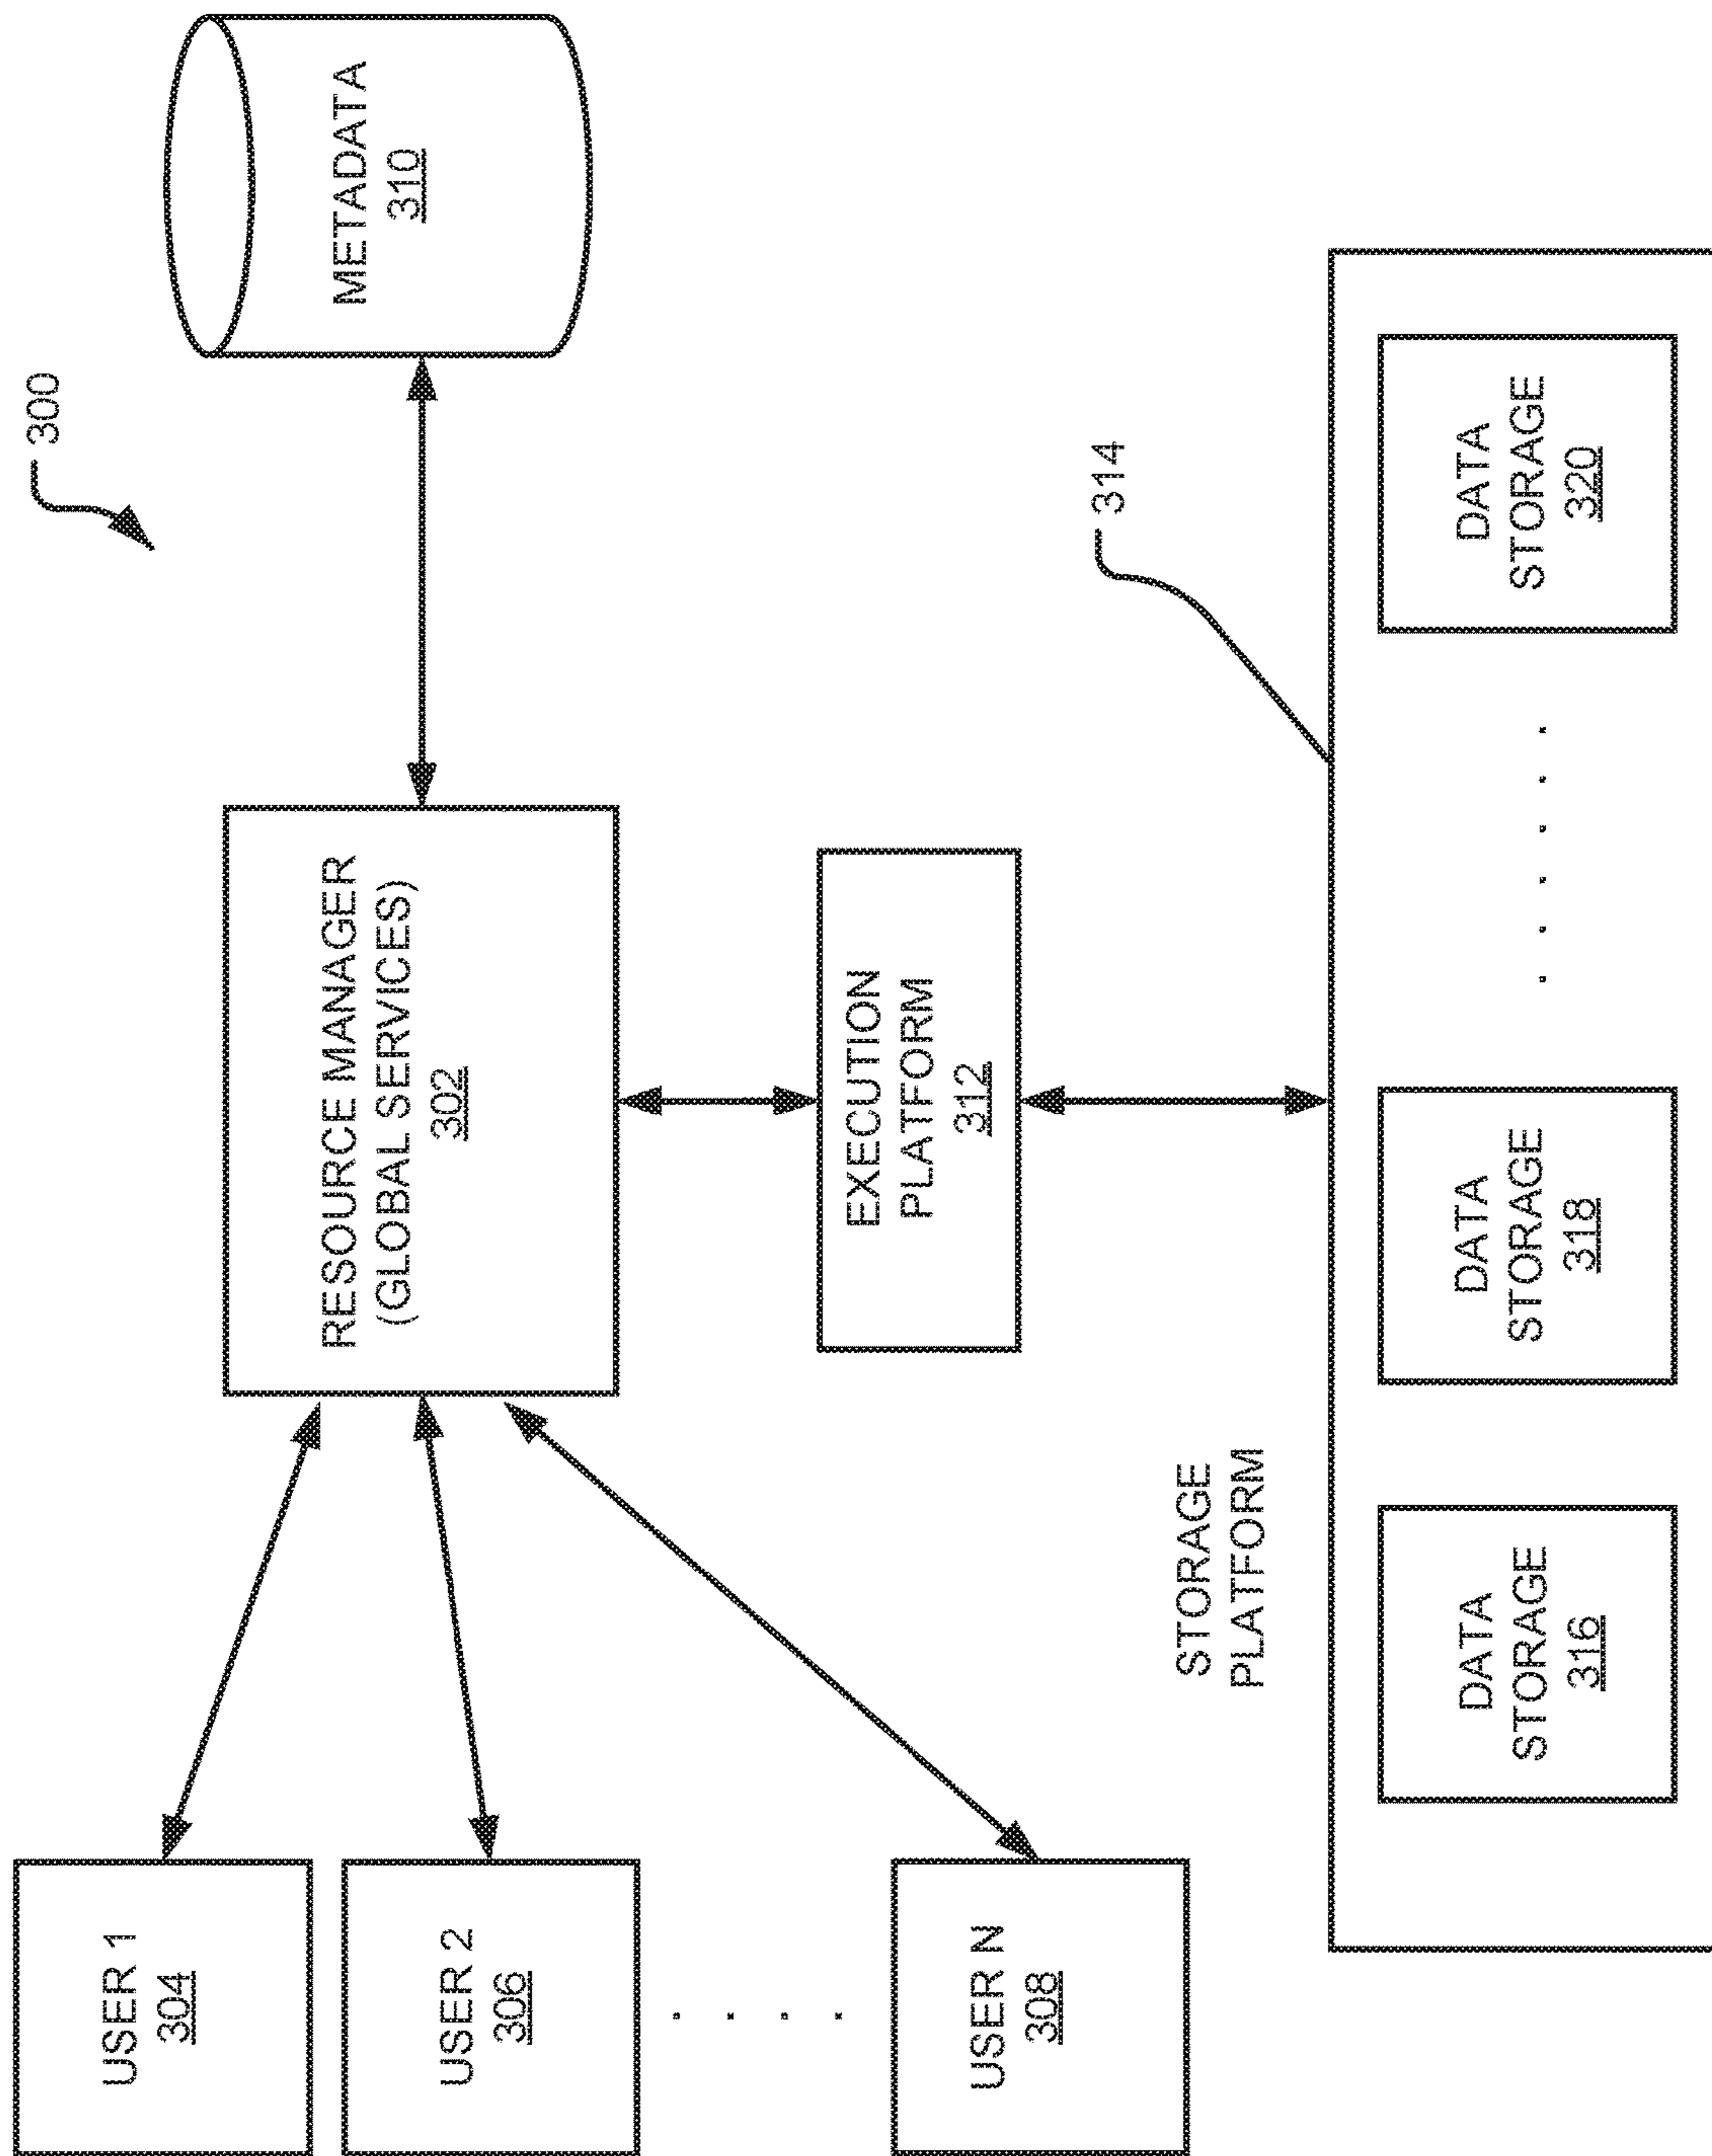 300
USER 1
304
USER 2
306
USER N
308
RESOURCE MANAGER
(GLOBAL SERVICES)
302
METADATA
310
EXECUTION
PLATFORM
312
STORAGE
PLATFORM
314
DATA
STORAGE
316
DATA
STORAGE
318
DATA
STORAGE
320